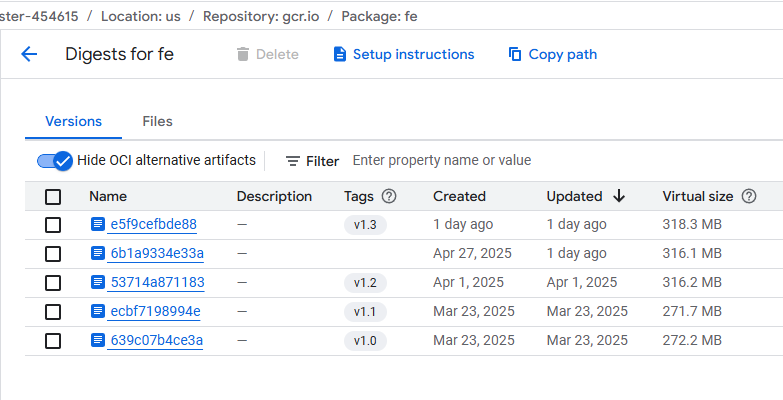 ster-454615 / Location: us / Repository: gcr.io / Package: fe
Digests for fe Delete Setup instructions Copy path
Versions Files
Hide OCI alternative artifacts Filter Enter property name or value
Name Description Tags Created Updated Virtual size
e5f9cefbde88 — v1.3 1 day ago 1 day ago 318.3 MB
6b1a9334e33a — Apr 27, 2025 1 day ago 316.1 MB
53714a871183 — v1.2 Apr 1, 2025 Apr 1, 2025 316.2 MB
ecbf7198994e — v1.1 Mar 23, 2025 Mar 23, 2025 271.7 MB
639c07b4ce3a — v1.0 Mar 23, 2025 Mar 23, 2025 272.2 MB